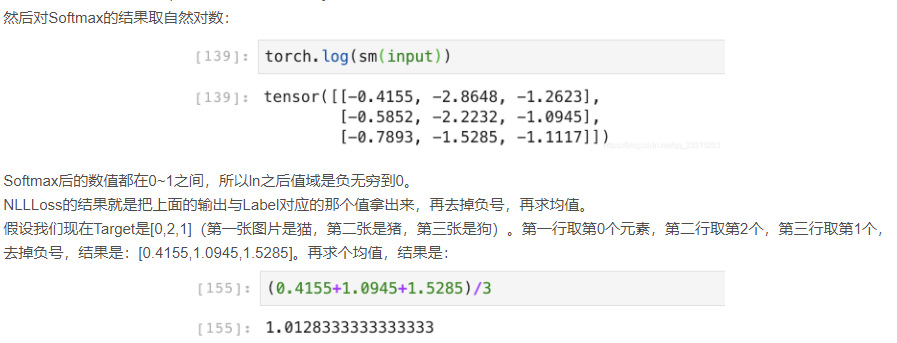 然后对Softmax的结果取自然对数：
[139]: torch.log(sm(input))
[139]: tensor([[-0.4155, -2.8648, -1.2623],
[-0.5852, -2.2232, -1.0945],
[-0.7893, -1.5285, -1.1117]])
Softmax后的数值都在0~1之间，所以ln之后值域是负无穷到0。
NLLLoss的结果就是把上面的输出与Label对应的那个值拿出来，再去掉负号，再求均值。
假设我们现在Target是[0,2,1]（第一张图片是猫，第二张是猪，第三张是狗）。第一行取第0个元素，第二行取第2个，第三行取第1个，
去掉负号，结果是：[0.4155,1.0945,1.5285]。再求个均值，结果是：
[155]: (0.4155+1.0945+1.5285)/3
[155]: 1.0128333333333333